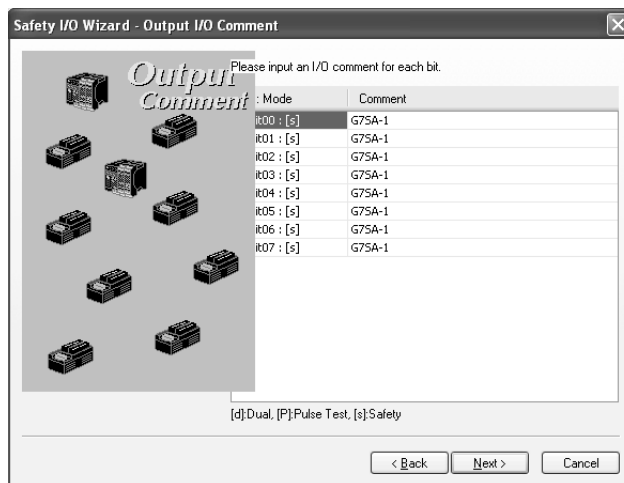 Safety I/O Wizard - Output I/O Comment
Output
Comment
Please input an I/O comment for each bit.
: Mode Comment
it00 : [s] G7SA-1
it01 : [s] G7SA-1
it02 : [s] G7SA-1
it03 : [s] G7SA-1
it04 : [s] G7SA-1
it05 : [s] G7SA-1
it06 : [s] G7SA-1
it07 : [s] G7SA-1
[d]:Dual, [P]:Pulse Test, [s]:Safety
< Back Next > Cancel